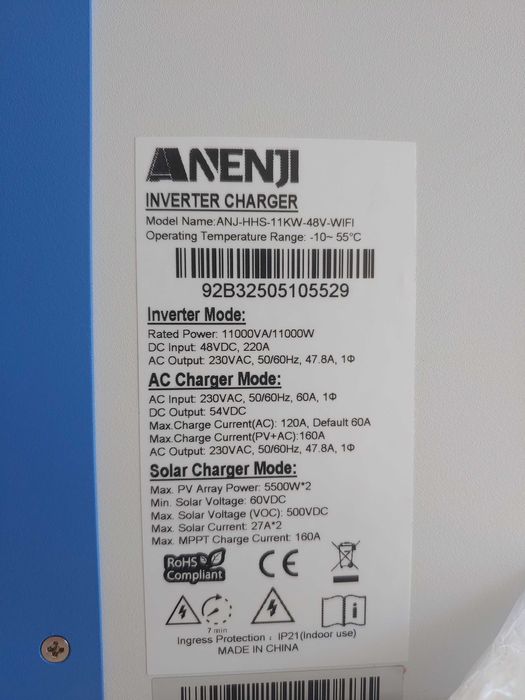 ANENJI
INVERTER CHARGER
Model Name:ANJ-HHS-11KW-48V-WIFI
Operating Temperature Range: -10~ 55°C
92B32505105529
Inverter Mode:
Rated Power: 11000VA/11000W
DC Input: 48VDC, 220A
AC Output: 230VAC, 50/60Hz, 47.8A, 1Φ
AC Charger Mode:
AC Input: 230VAC, 50/60Hz, 60A, 1Φ
DC Output: 54VDC
Max.Charge Current(AC): 120A, Default 60A
Max.Charge Current(PV+AC):160A
AC Output: 230VAC, 50/60Hz, 47.8A, 1Φ
Solar Charger Mode:
Max. PV Array Power: 5500W*2
Min. Solar Voltage: 60VDC
Max. Solar Voltage (VOC): 500VDC
Max. Solar Current: 27A*2
Max. MPPT Charge Current: 160A
RoHS
Compliant
CE
7 min
Ingress Protection : IP21(Indoor use)
MADE IN CHINA